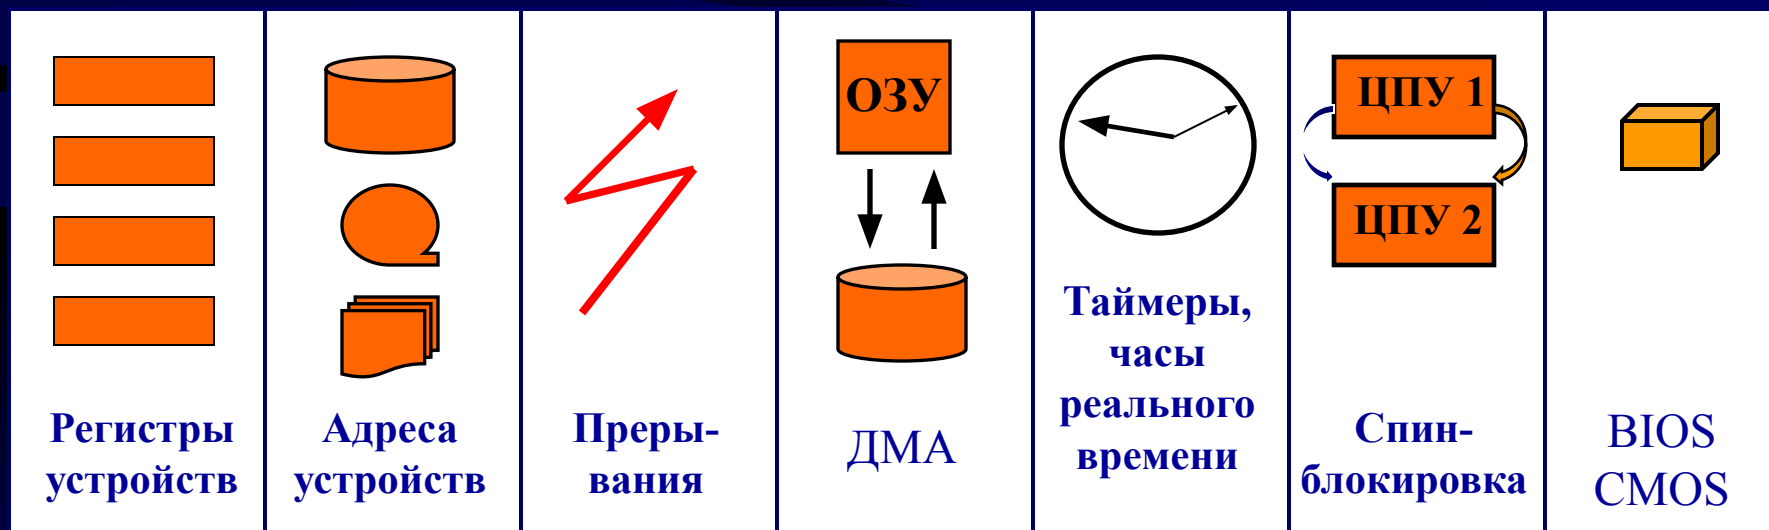 Регистры
устройств
Адреса
устройств
Преры-
вания
ОЗУ
ДМА
Таймеры,
часы
реального
времени
ЦПУ 1
ЦПУ 2
Спин-
блокировка
BIOS
CMOS